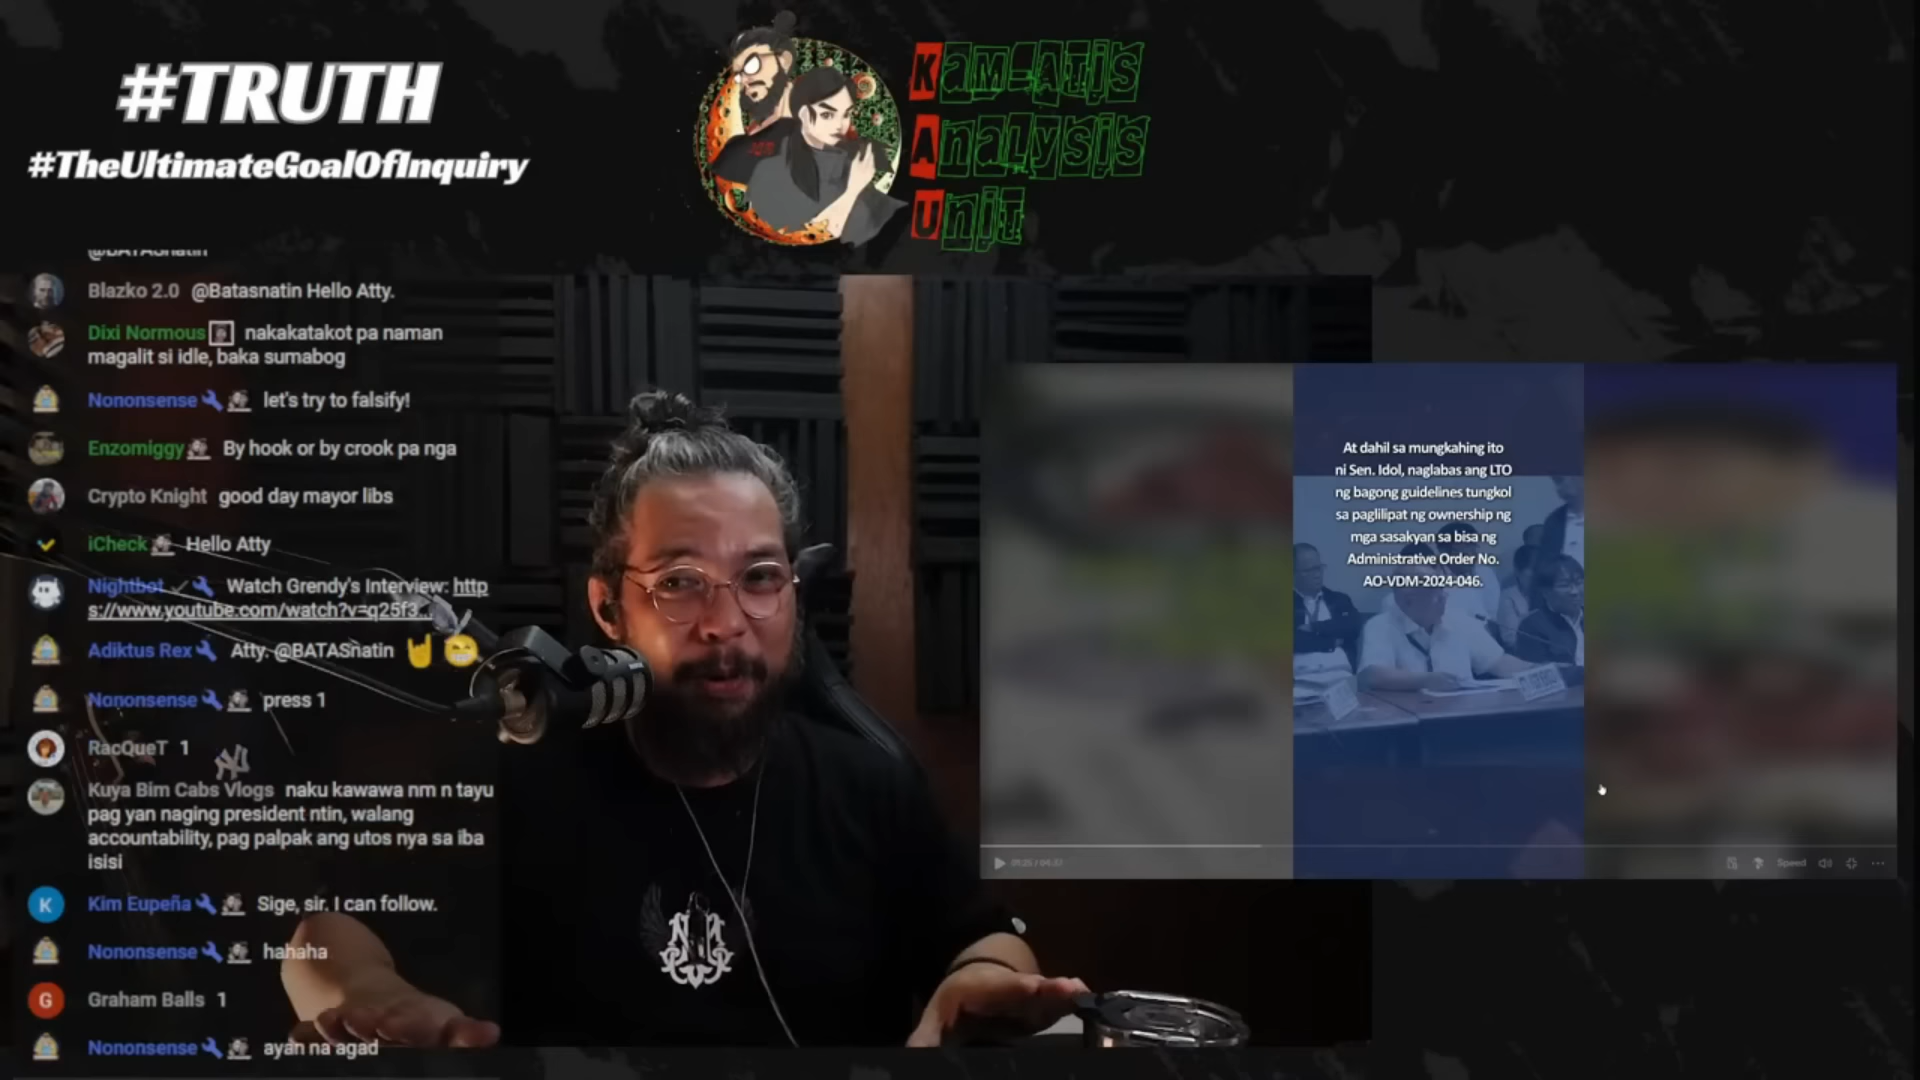 #TRUTH
#TheUltimateGoalOfInquiry
Kam-Atis
Analysis
Unit
@BATASnatin
Blazko 2.0 @Batasnatin Hello Atty.
Dixi Normous nakakatakot pa naman
magalit si idle, baka sumabog
Nononsense let's try to falsify!
Enzomiggy By hook or by crook pa nga
Crypto Knight good day mayor libs
iCheck Hello Atty
Nightbot Watch Grendy's Interview: http
s://www.youtube.com/watch?v=q25f3...
Adiktus Rex Atty. @BATASnatin 🤘 😁
Nononsense press 1
RacQueT 1
Kuya Bim Cabs Vlogs naku kawawa nm n tayu
pag yan naging president ntin, walang
accountability, pag palpak ang utos nya sa iba
isisi
K Kim Eupeña Sige, sir. I can follow.
Nononsense hahaha
G Graham Balls 1
Nononsense ayan na agad
At dahil sa mungkahing ito
ni Sen. Idol, naglabas ang LTO
ng bagong guidelines tungkol
sa paglilipat ng ownership ng
mga sasakyan sa bisa ng
Administrative Order No.
AO-VDM-2024-046.
Speed